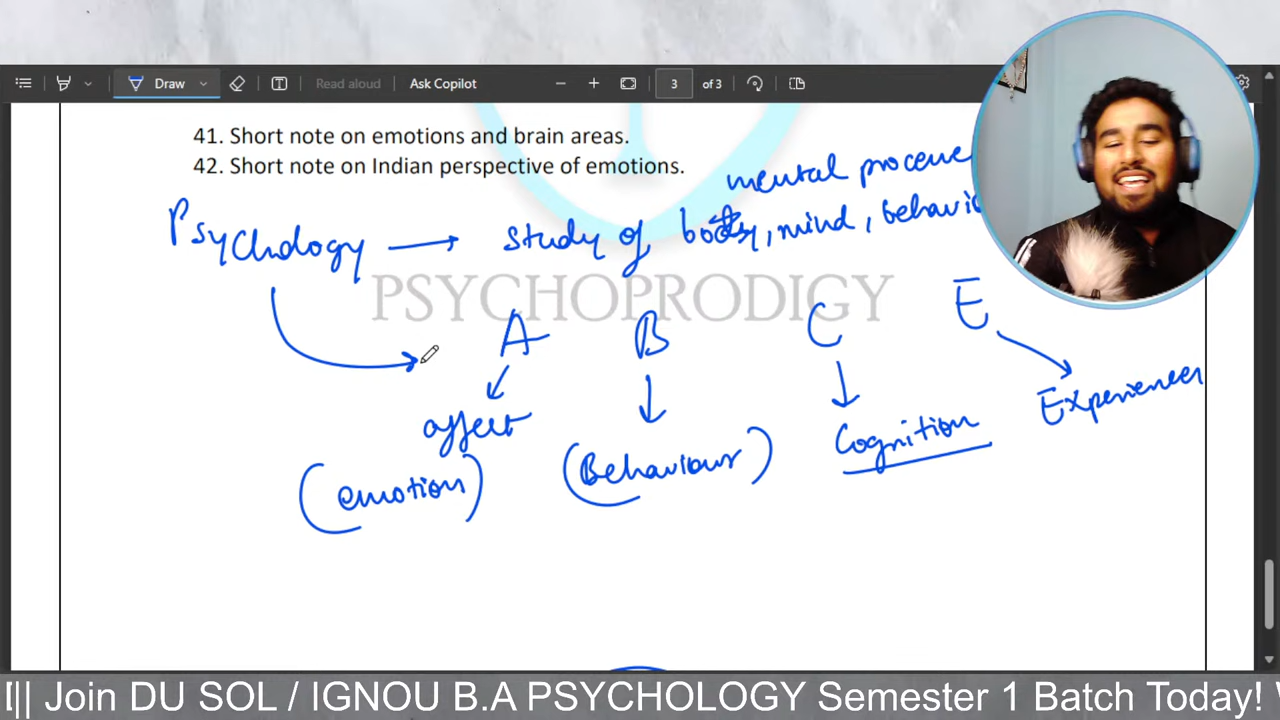 Draw
Read aloud
Ask Copilot
3 of 3
41. Short note on emotions and brain areas.
42. Short note on Indian perspective of emotions.
mental processe
Psychology → study of body, mind, behavio
PSYCHOPRODIGY
A B C E
affect
(emotion)
(Behaviour)
Cognition
Experiences
[|| Join DU SOL / IGNOU B.A PSYCHOLOGY Semester 1 Batch Today!